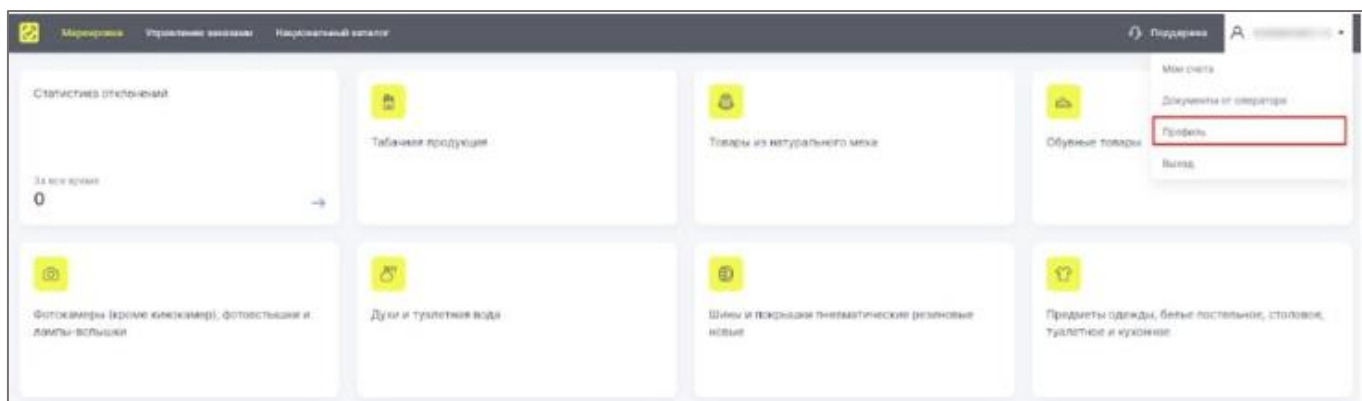 Маркировка Управление заказами Национальный каталог Поддержка
Мои счета
Документы от оператора
Профиль
Выход
Статистика отклонений
За все время
0
Табачная продукция
Товары из натурального меха
Обувные товары
Фотокамеры (кроме кинокамер), фотовспышки и
лампы-вспышки
Духи и туалетная вода
Шины и покрышки пневматические резиновые
новые
Предметы одежды, белье постельное, столовое,
туалетное и кухонное